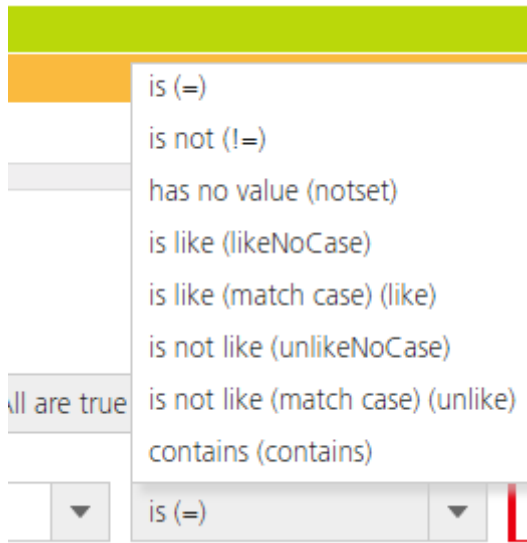 is (=)
is not (!=)
has no value (notset)
is like (likeNoCase)
is like (match case) (like)
is not like (unlikeNoCase)
All are true
is not like (match case) (unlike)
contains (contains)
is (=)